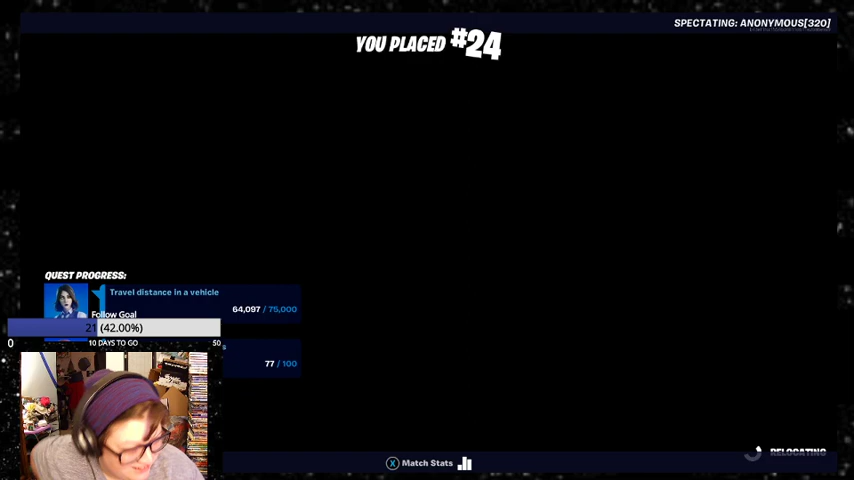 SPECTATING: ANONYMOUS[320]
YOU PLACED #24
QUEST PROGRESS:
Travel distance in a vehicle
64,097 / 75,000
Follow Goal
21 (42.00%)
0 10 DAYS TO GO 50
77 / 100
X Match Stats
RELOCATING